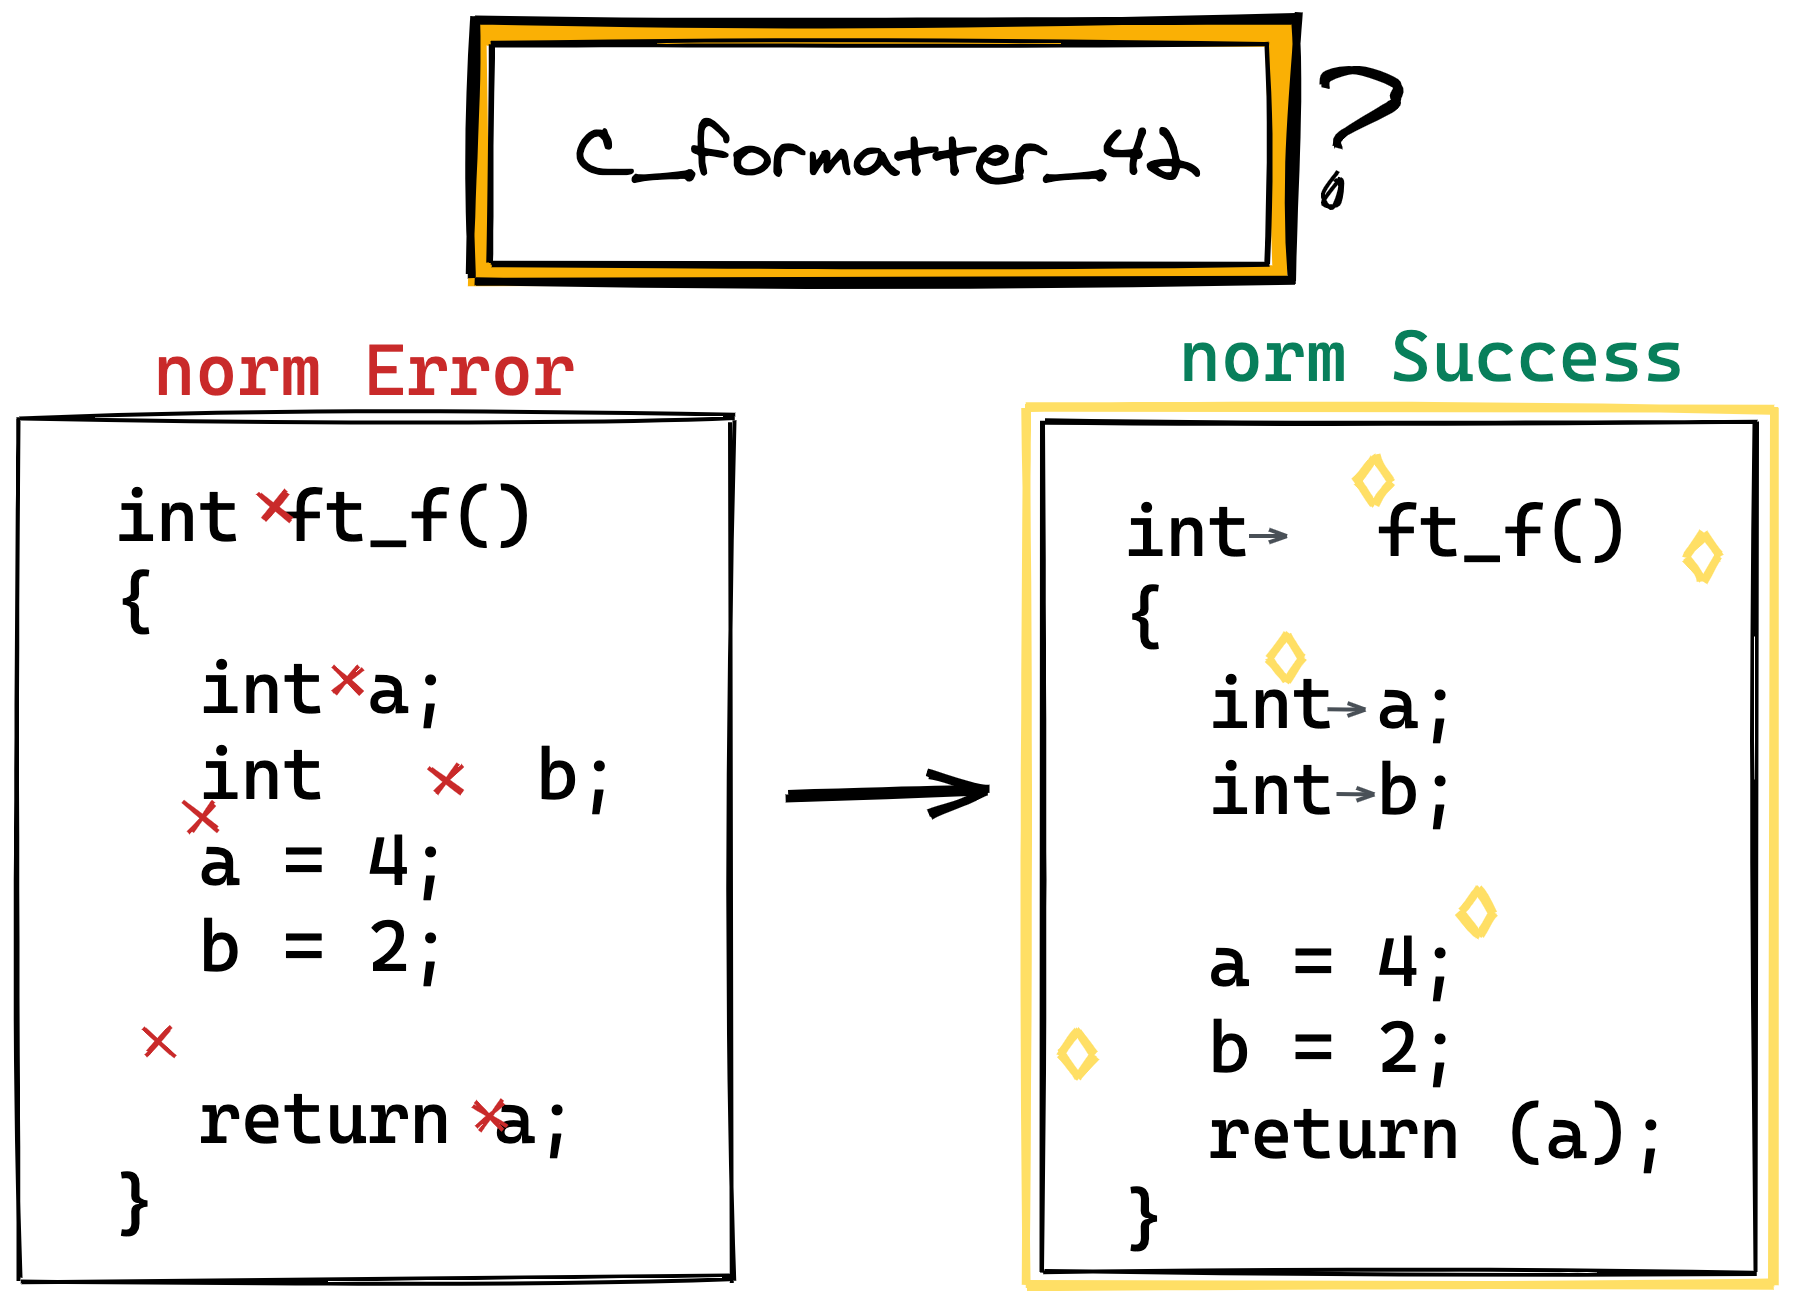 c_formatter_42 ?
norm Error
int ft_f()
{
  int a;
  int     b;
  a = 4;
  b = 2;

  return a;
}
norm Success
int→  ft_f()
{
  int→a;
  int→b;

  a = 4;
  b = 2;
  return (a);
}